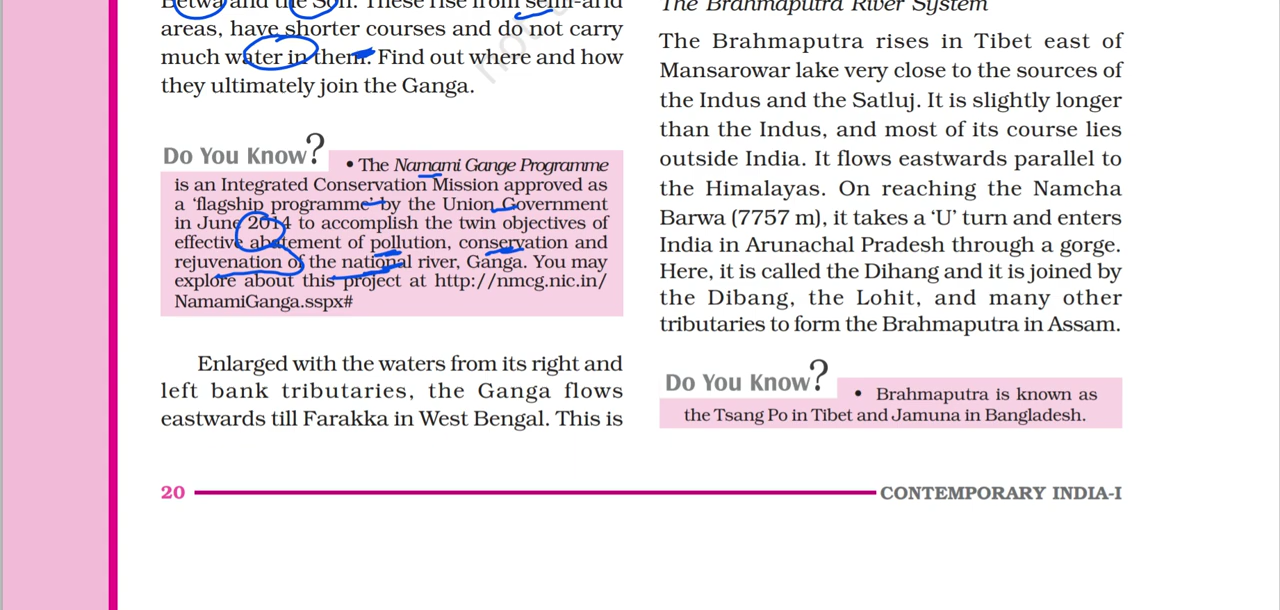 Betwa and the Son. These rise from semi-arid
areas, have shorter courses and do not carry
much water in them. Find out where and how
they ultimately join the Ganga.
Do You Know?
• The Namami Gange Programme
is an Integrated Conservation Mission approved as
a ‘flagship programme’ by the Union Government
in June 2014 to accomplish the twin objectives of
effective abatement of pollution, conservation and
rejuvenation of the national river, Ganga. You may
explore about this project at http://nmcg.nic.in/
NamamiGanga.sspx#
Enlarged with the waters from its right and
left bank tributaries, the Ganga flows
eastwards till Farakka in West Bengal. This is
The Brahmaputra River System
The Brahmaputra rises in Tibet east of
Mansarowar lake very close to the sources of
the Indus and the Satluj. It is slightly longer
than the Indus, and most of its course lies
outside India. It flows eastwards parallel to
the Himalayas. On reaching the Namcha
Barwa (7757 m), it takes a ‘U’ turn and enters
India in Arunachal Pradesh through a gorge.
Here, it is called the Dihang and it is joined by
the Dibang, the Lohit, and many other
tributaries to form the Brahmaputra in Assam.
Do You Know?
• Brahmaputra is known as
the Tsang Po in Tibet and Jamuna in Bangladesh.
20
CONTEMPORARY INDIA-I